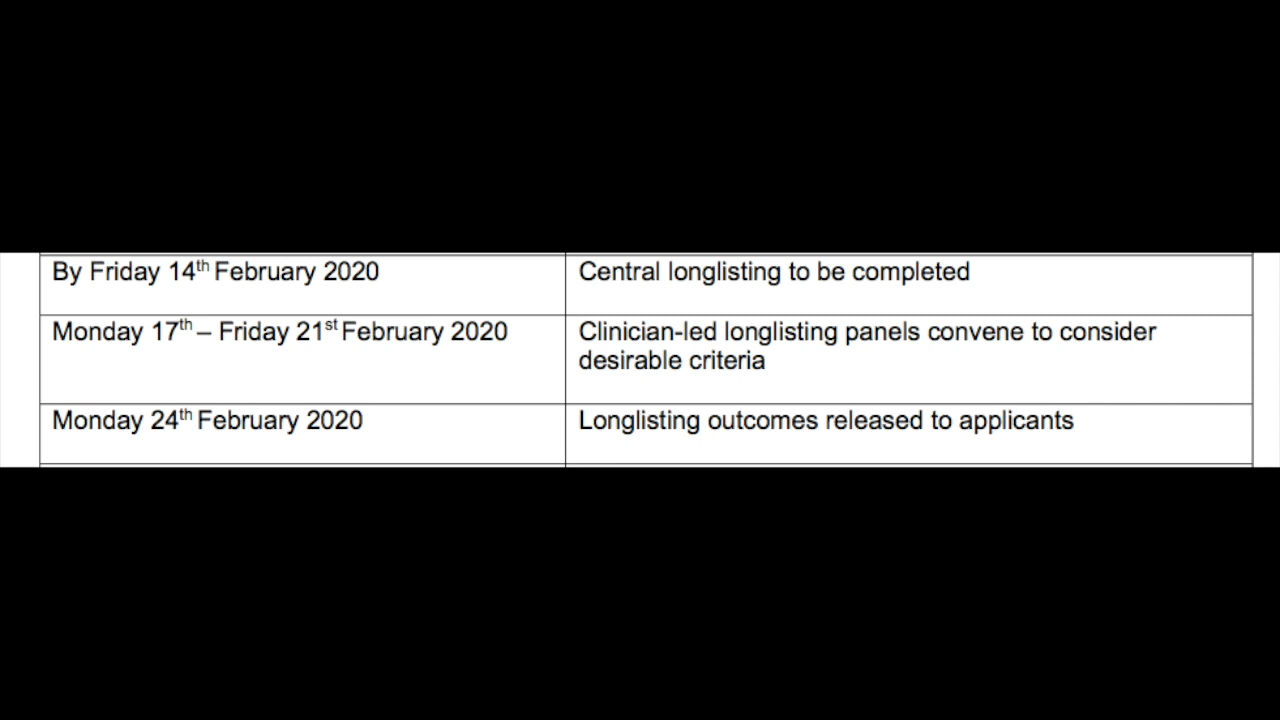 By Friday 14th February 2020
Central longlisting to be completed
Monday 17th – Friday 21st February 2020
Clinician-led longlisting panels convene to consider
desirable criteria
Monday 24th February 2020
Longlisting outcomes released to applicants